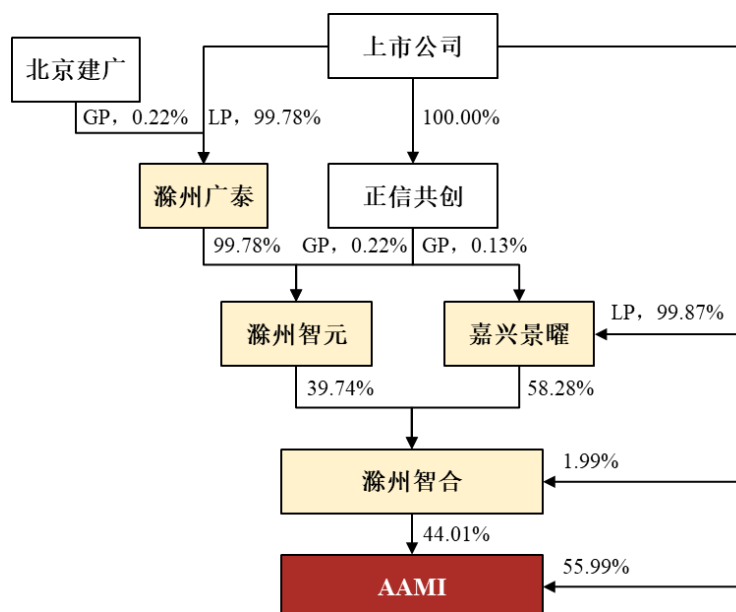 上市公司
北京建广
GP，0.22%
LP，99.78%
100.00%
滁州广泰
正信共创
99.78%
GP，0.22%
GP，0.13%
滁州智元
嘉兴景曜
LP，99.87%
39.74%
58.28%
滁州智合
1.99%
44.01%
55.99%
AAMI